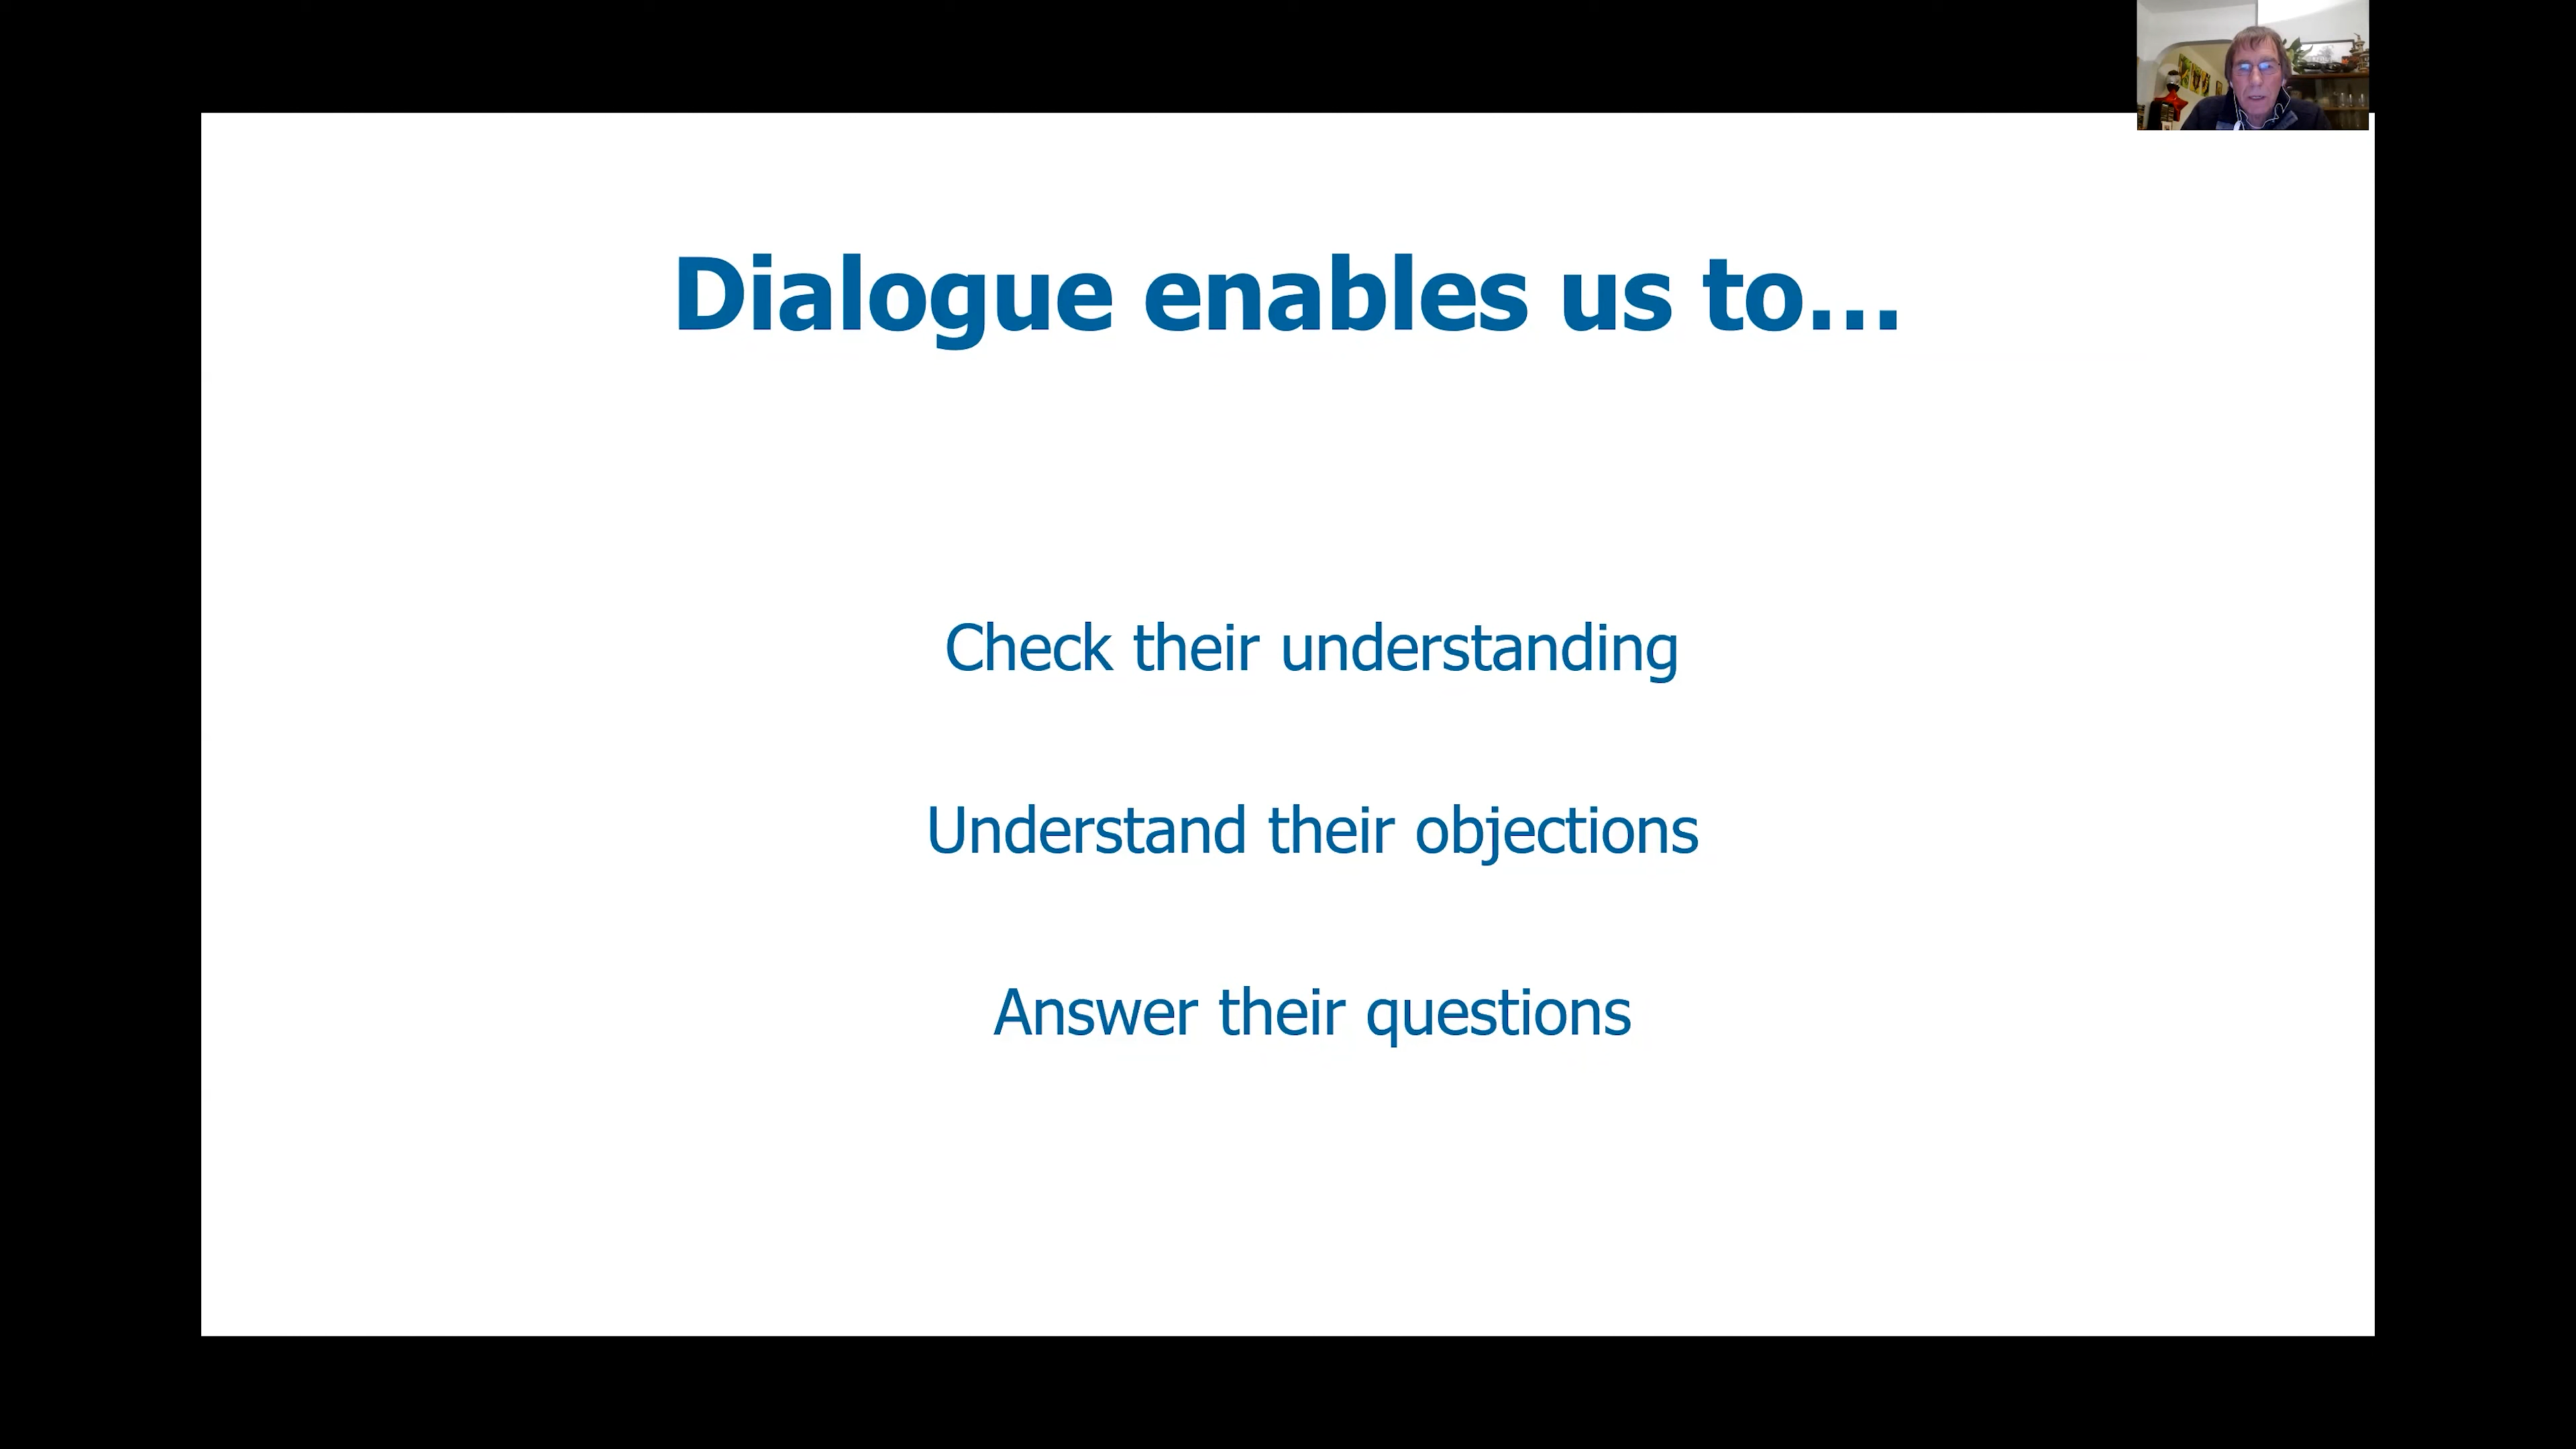 Dialogue enables us to...
Check their understanding
Understand their objections
Answer their questions